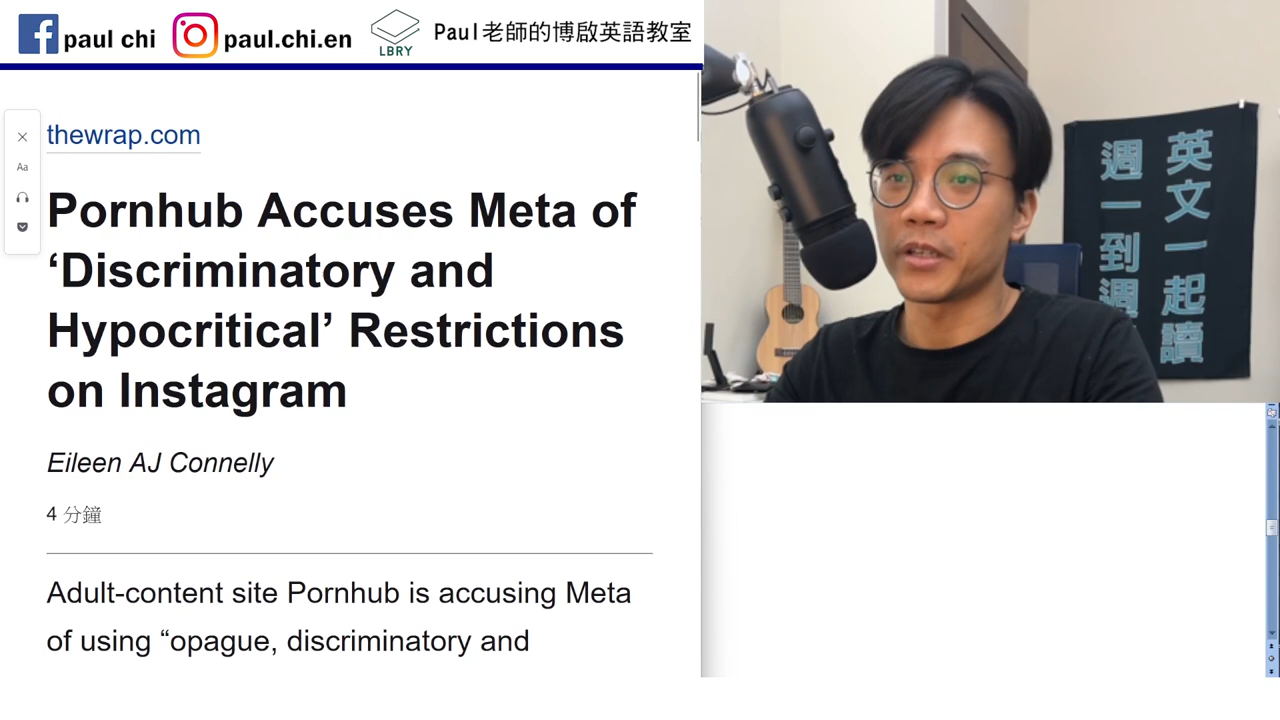 paul chi
paul.chi.en
LBRY
Paul老師的博啟英語教室
thewrap.com
Aa
Pornhub Accuses Meta of
‘Discriminatory and
Hypocritical’ Restrictions
on Instagram
Eileen AJ Connelly
4 分鐘
Adult-content site Pornhub is accusing Meta
of using “opague, discriminatory and
英文一起讀
週一到週